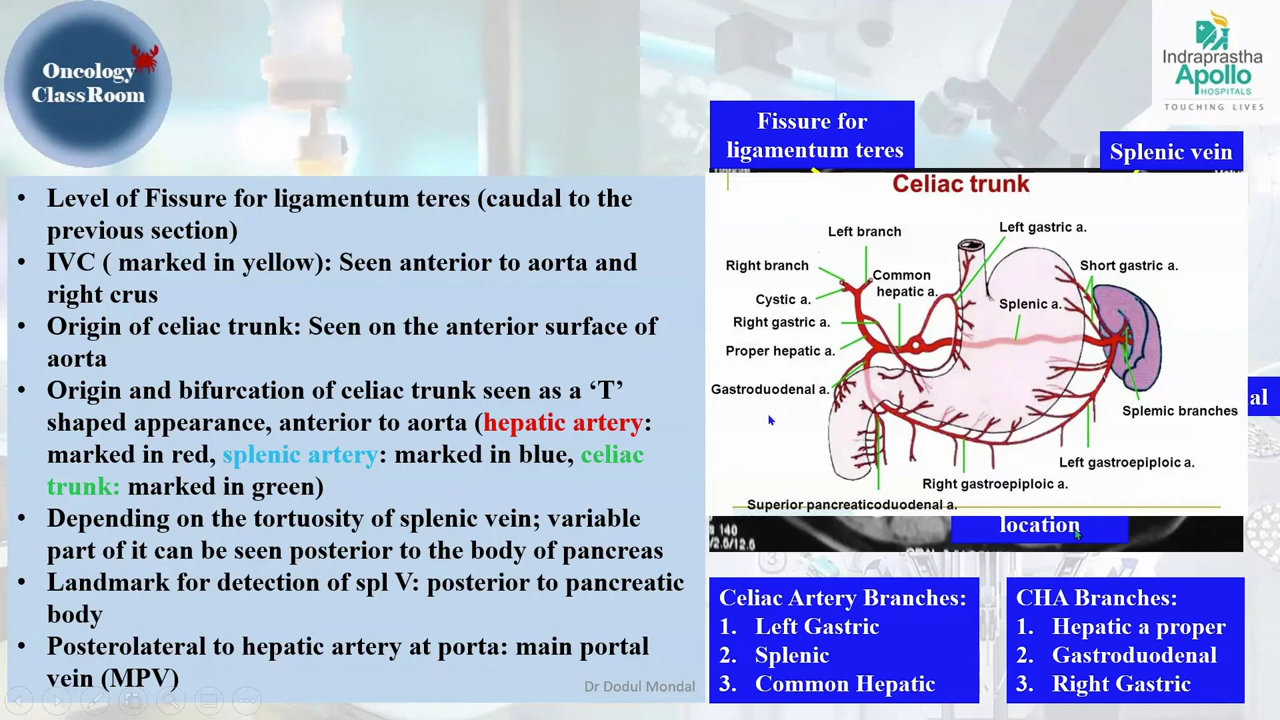 Oncology
ClassRoom
Indraprastha
Apollo
HOSPITALS
TOUCHING LIVES
• Level of Fissure for ligamentum teres (caudal to the
previous section)
• IVC ( marked in yellow): Seen anterior to aorta and
right crus
• Origin of celiac trunk: Seen on the anterior surface of
aorta
• Origin and bifurcation of celiac trunk seen as a ‘T’
shaped appearance, anterior to aorta (hepatic artery:
marked in red, splenic artery: marked in blue, celiac
trunk: marked in green)
• Depending on the tortuosity of splenic vein; variable
part of it can be seen posterior to the body of pancreas
• Landmark for detection of spl V: posterior to pancreatic
body
• Posterolateral to hepatic artery at porta: main portal
vein (MPV)
Dr Dodul Mondal
Fissure for
ligamentum teres
Splenic vein
Celiac trunk
Left branch
Left gastric a.
Right branch
Common
hepatic a.
Short gastric a.
Cystic a.
Splenic a.
Right gastric a.
Proper hepatic a.
Gastroduodenal a.
al
Splemic branches
Left gastroepiploic a.
Right gastroepiploic a.
Superior pancreaticoduodenal a.
location
140
/2.5/12.5
Celiac Artery Branches:
1. Left Gastric
2. Splenic
3. Common Hepatic
CHA Branches:
1. Hepatic a proper
2. Gastroduodenal
3. Right Gastric